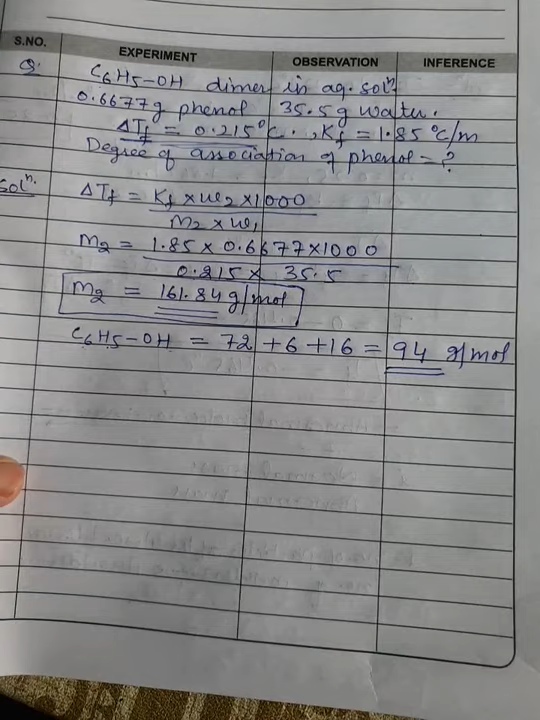 S.NO. EXPERIMENT OBSERVATION INFERENCE
Q. C6H5-OH dimer in aq. solⁿ.
0.6677g phenol 35.5g water.
ΔTf = 0.215°C. , Kf = 1.85 °C/m
Degree of association of phenol = ?
Solⁿ. ΔTf = Kf × w2 × 1000
M2 × w1
M2 = 1.85 × 0.6677 × 1000
0.215 × 35.5
M2 = 161.84 g/mol
C6H5-OH = 72 + 6 + 16 = 94 g/mol